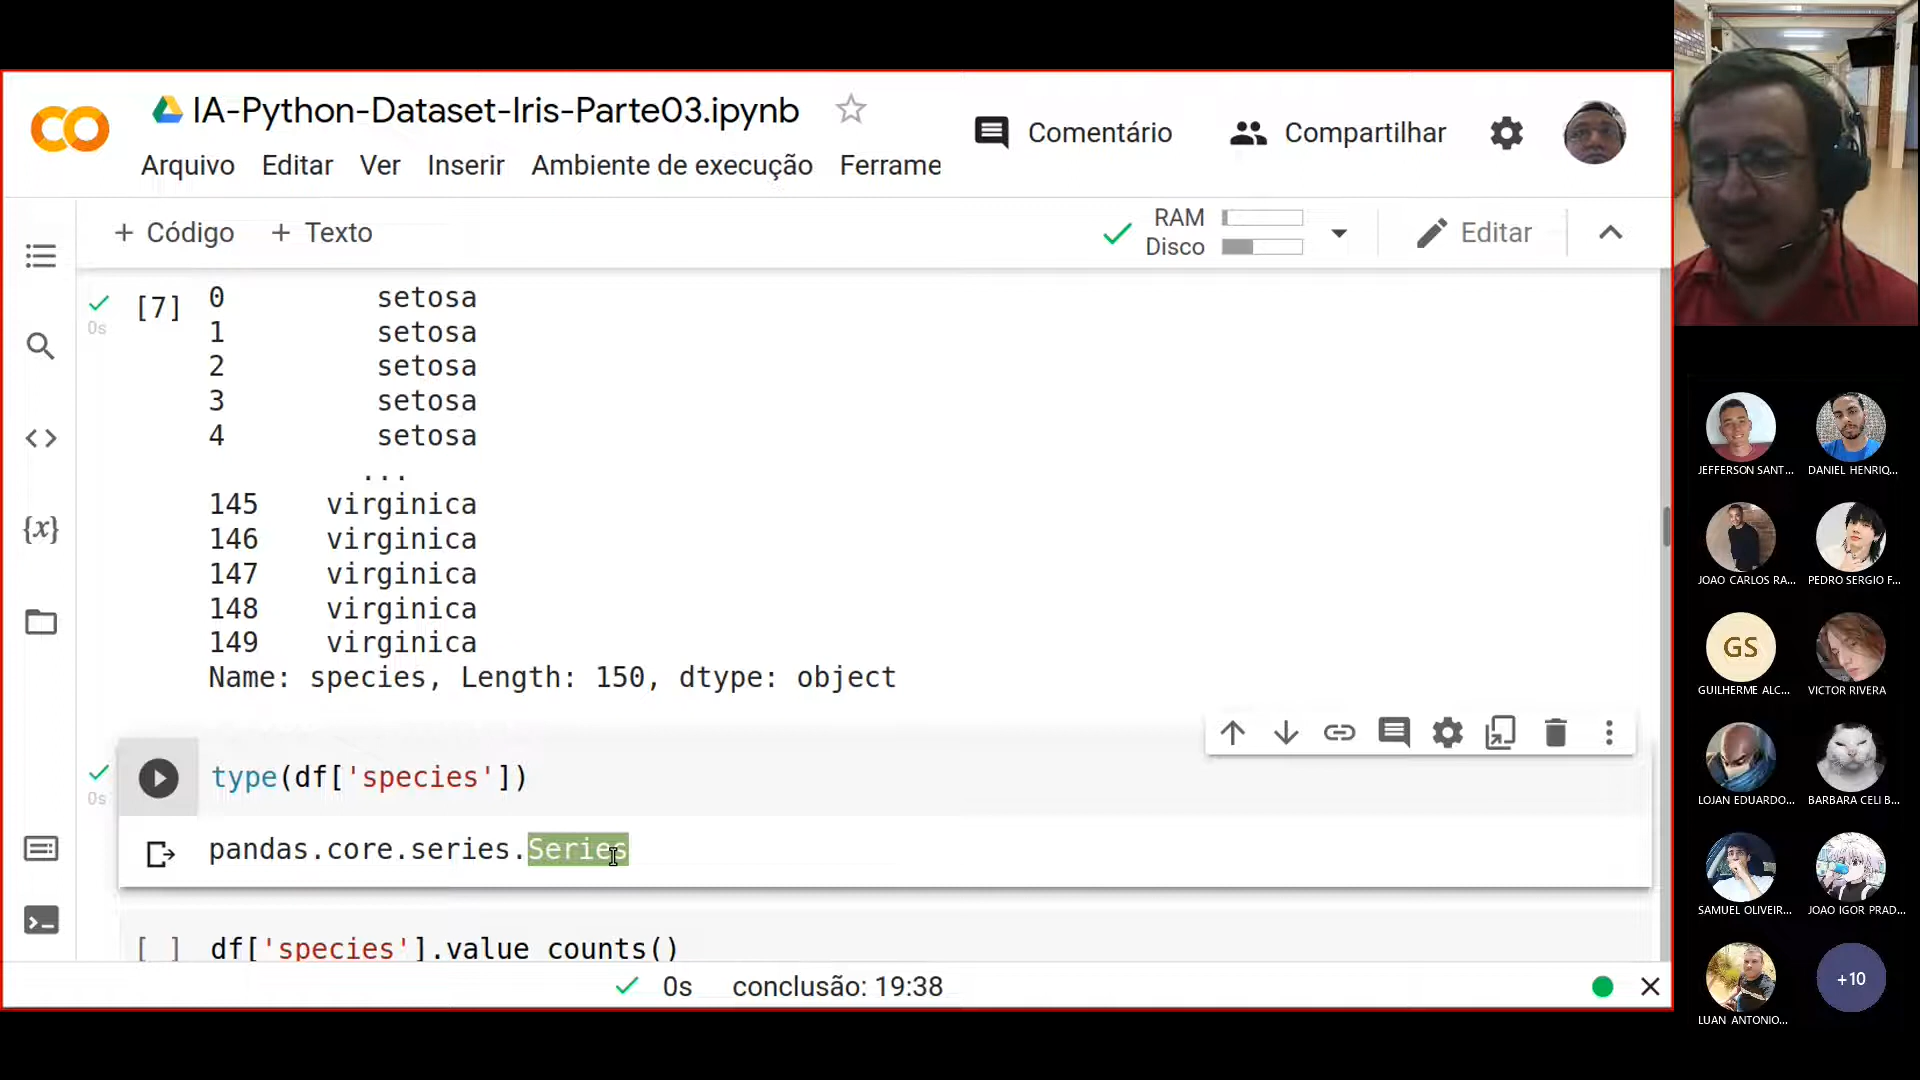 IA-Python-Dataset-Iris-Parte03.ipynb
Comentário
Compartilhar
Arquivo Editar Ver Inserir Ambiente de execução Ferrame
+ Código + Texto
RAM
Disco
Editar
[7] 0 setosa
0s
1 setosa
2 setosa
3 setosa
4 setosa
...
145 virginica
146 virginica
147 virginica
148 virginica
149 virginica
Name: species, Length: 150, dtype: object
type(df['species'])
0s
pandas.core.series.Series
[ ] df['species'].value_counts()
0s conclusão: 19:38
JEFFERSON SANT... DANIEL HENRIQ...
JOAO CARLOS RA... PEDRO SERGIO F...
GS
GUILHERME ALC... VICTOR RIVERA
LOJAN EDUARDO... BARBARA CELI B...
SAMUEL OLIVEIR... JOAO IGOR PRAD...
+10
LUAN ANTONIO...